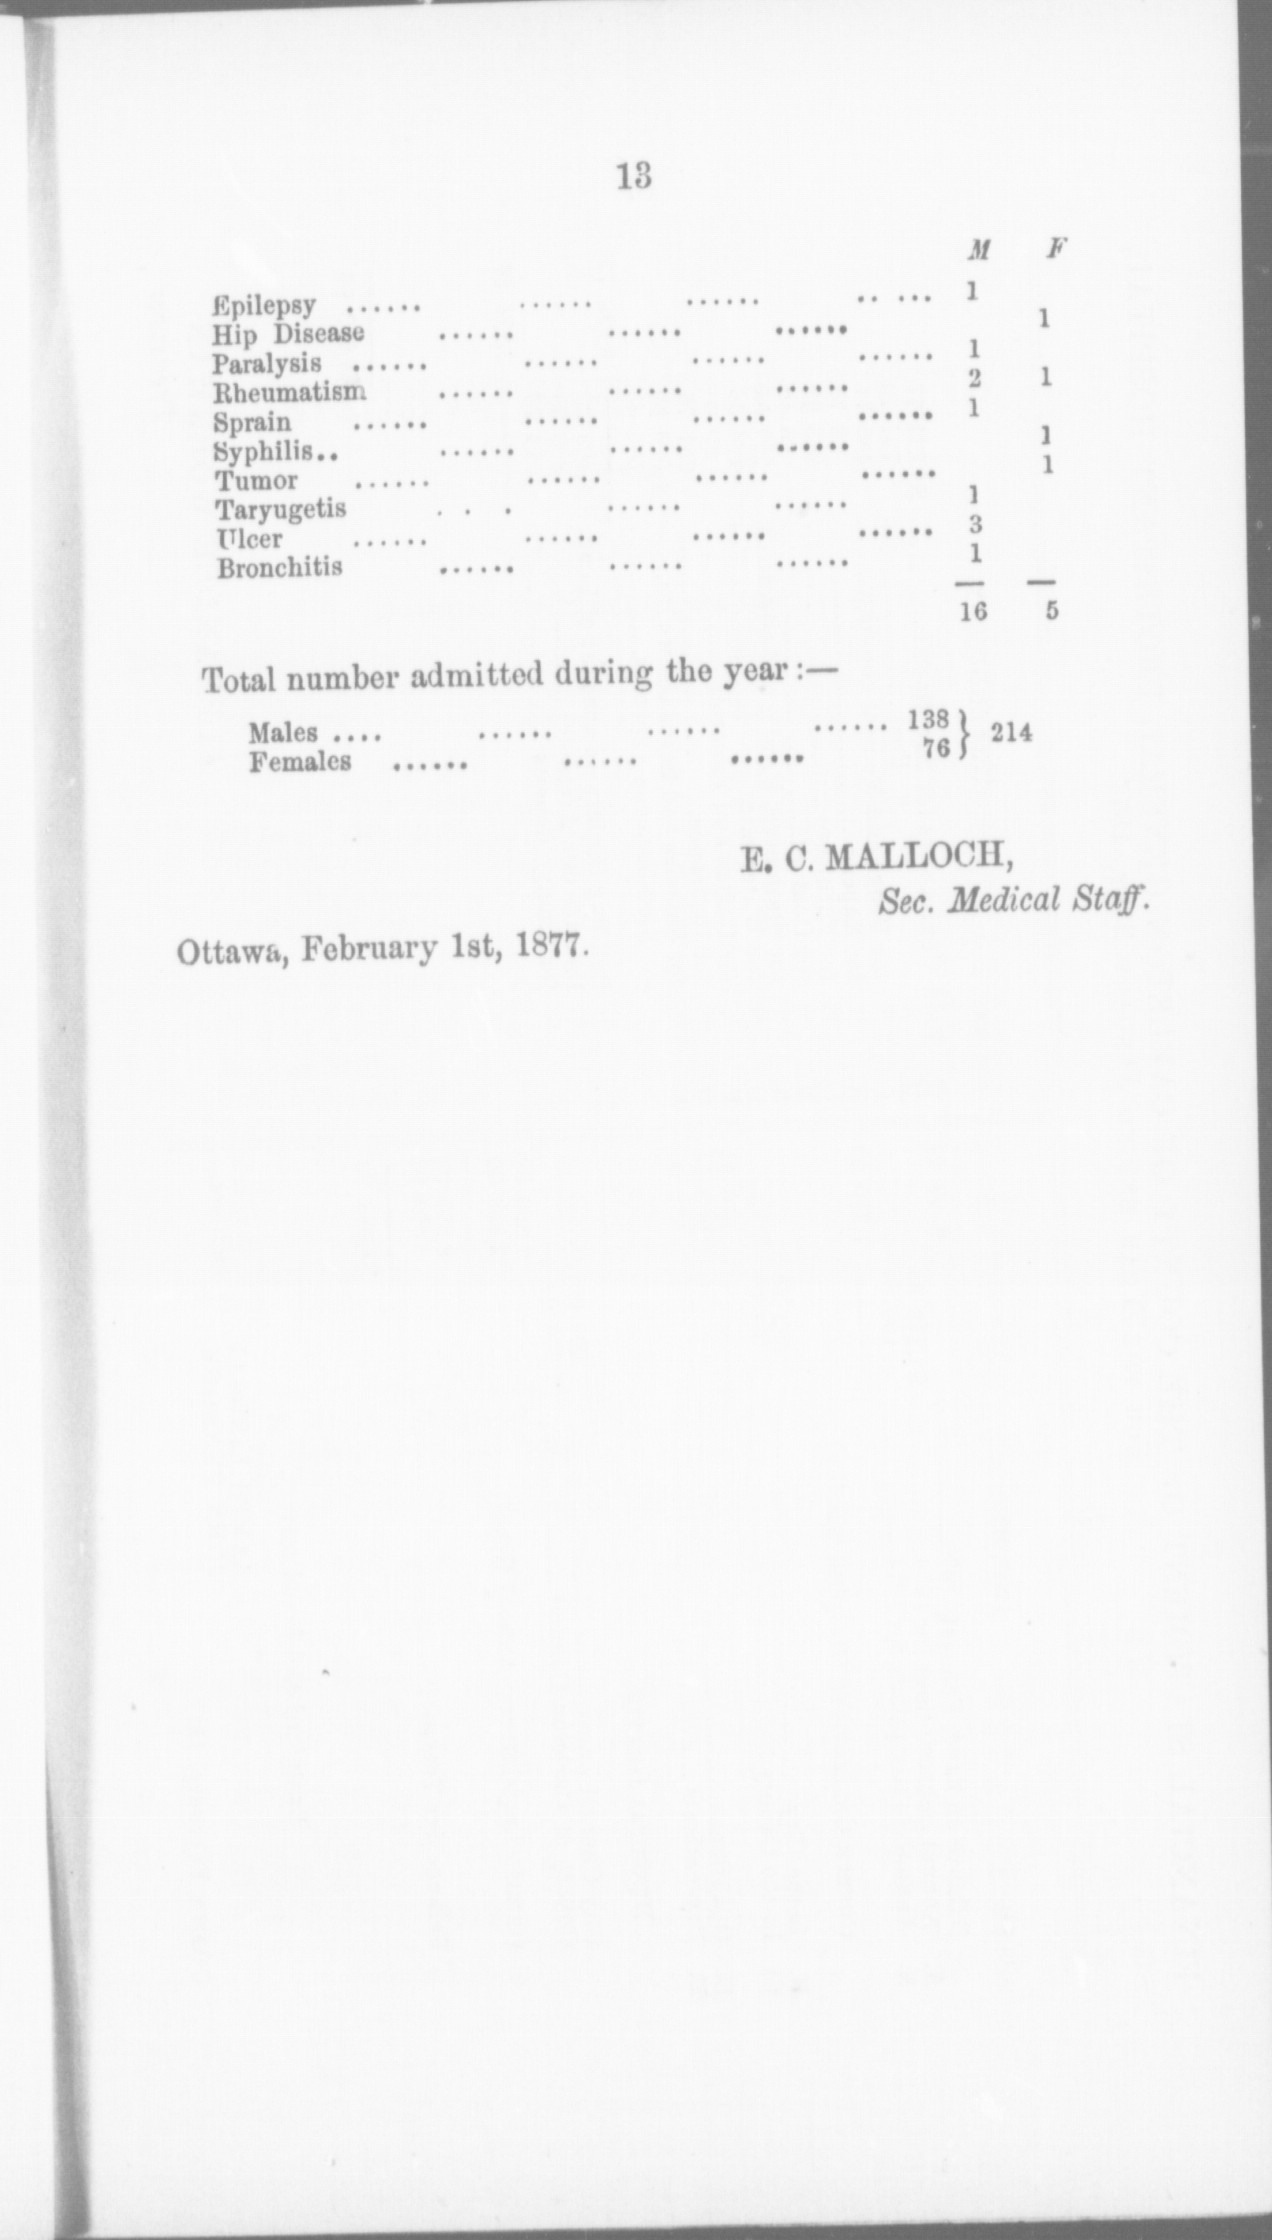 13
M F
Epilepsy ...... ...... ...... .. ... 1
Hip Disease ...... ...... ...... 1
Paralysis ...... ...... ...... ...... 1
Rheumatism ...... ...... ...... 2 1
Sprain ...... ...... ...... ...... 1
Syphilis.. ...... ...... ...... 1
Tumor ...... ...... ...... ...... 1
Taryugetis . . . ...... ...... 1
Ulcer ...... ...... ...... ...... 3
Bronchitis ...... ...... ...... 1
— —
16 5
Total number admitted during the year :—
Males .... ...... ...... ...... 138 } 214
Females ...... ...... ...... 76 }
E. C. MALLOCH,
Sec. Medical Staff.
Ottawa, February 1st, 1877.